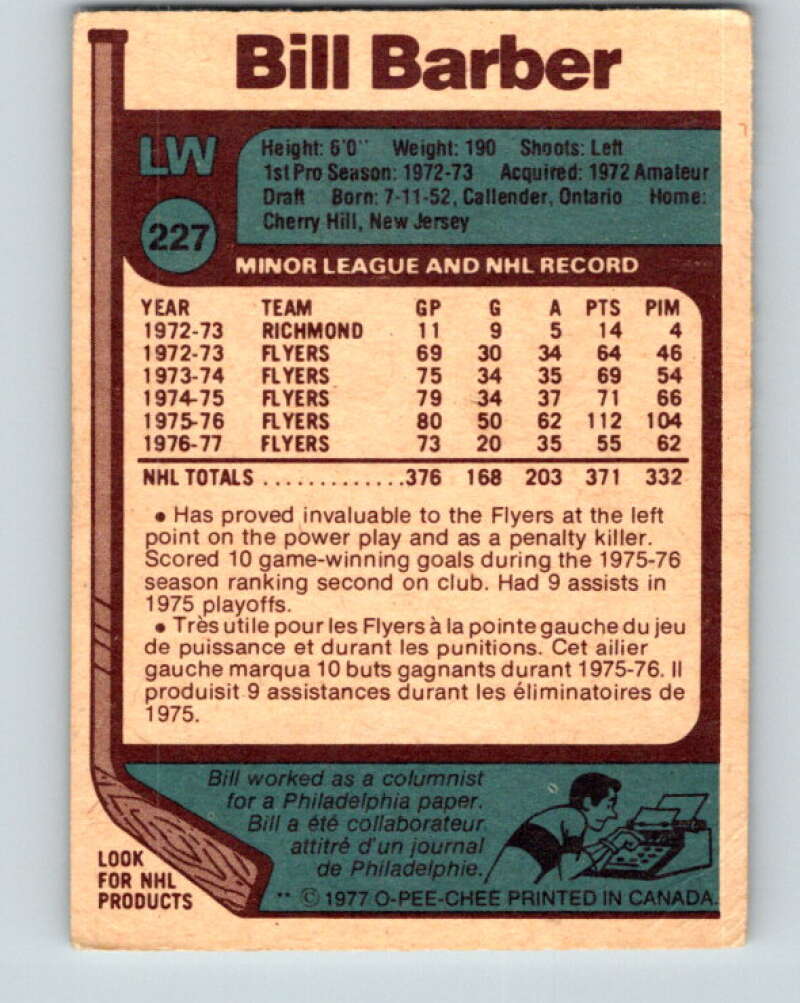 Bill Barber
LW
Height: 6'0" Weight: 190 Shoots: Left
1st Pro Season: 1972-73 Acquired: 1972 Amateur
Draft Born: 7-11-52, Callender, Ontario Home:
Cherry Hill, New Jersey
227
MINOR LEAGUE AND NHL RECORD
YEAR TEAM GP G A PTS PIM
1972-73 RICHMOND 11 9 5 14 4
1972-73 FLYERS 69 30 34 64 46
1973-74 FLYERS 75 34 35 69 54
1974-75 FLYERS 79 34 37 71 66
1975-76 FLYERS 80 50 62 112 104
1976-77 FLYERS 73 20 35 55 62
NHL TOTALS .............376 168 203 371 332
• Has proved invaluable to the Flyers at the left
point on the power play and as a penalty killer.
Scored 10 game-winning goals during the 1975-76
season ranking second on club. Had 9 assists in
1975 playoffs.
• Très utile pour les Flyers à la pointe gauche du jeu
de puissance et durant les punitions. Cet ailier
gauche marqua 10 buts gagnants durant 1975-76. Il
produisit 9 assistances durant les éliminatoires de
1975.
Bill worked as a columnist
for a Philadelphia paper.
Bill a été collaborateur
attitré d'un journal
de Philadelphie.
LOOK
FOR NHL
PRODUCTS
** © 1977 O-PEE-CHEE PRINTED IN CANADA.